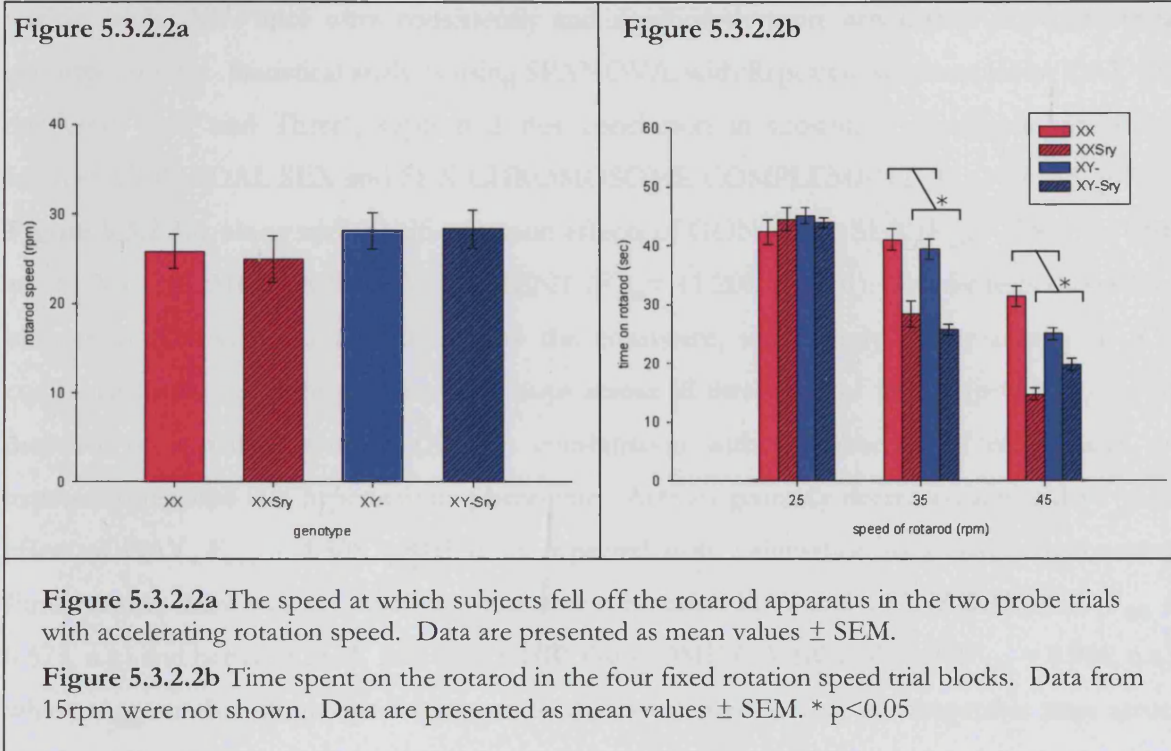 Figure 5.3.2.2a
40
30
20
10
0
rotarod speed (rpm)
XX
XXSry
XY-
XY-Sry
genotype
Figure 5.3.2.2b
XX
XXSry
XY-
XY-Sry
60
50
40
30
20
10
0
time on rotarod (sec)
*
*
25
35
45
speed of rotarod (rpm)
Figure 5.3.2.2a The speed at which subjects fell off the rotarod apparatus in the two probe trials
with accelerating rotation speed. Data are presented as mean values ± SEM.
Figure 5.3.2.2b Time spent on the rotarod in the four fixed rotation speed trial blocks. Data from
15rpm were not shown. Data are presented as mean values ± SEM. * p<0.05